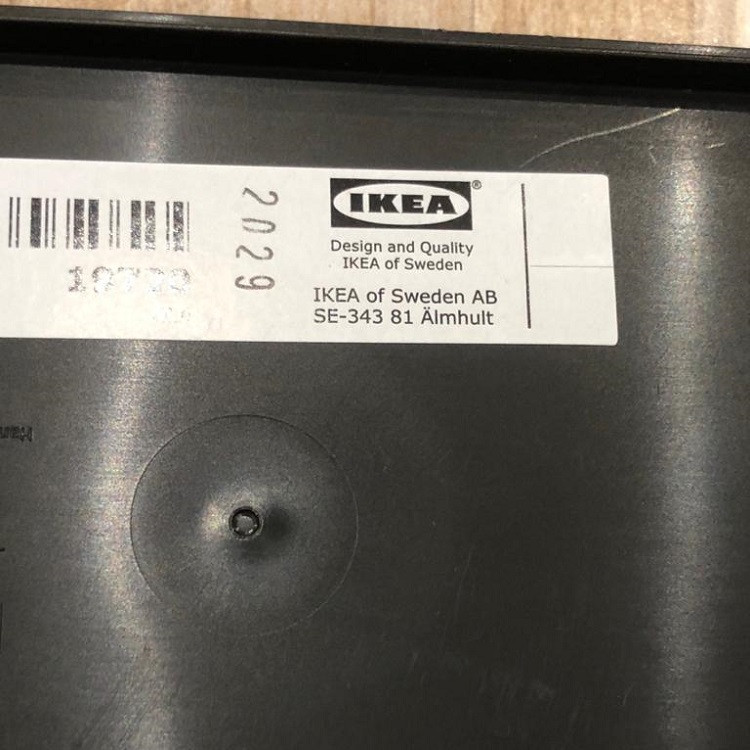 2029
IKEA®
Design and Quality
IKEA of Sweden
IKEA of Sweden AB
SE-343 81 Älmhult